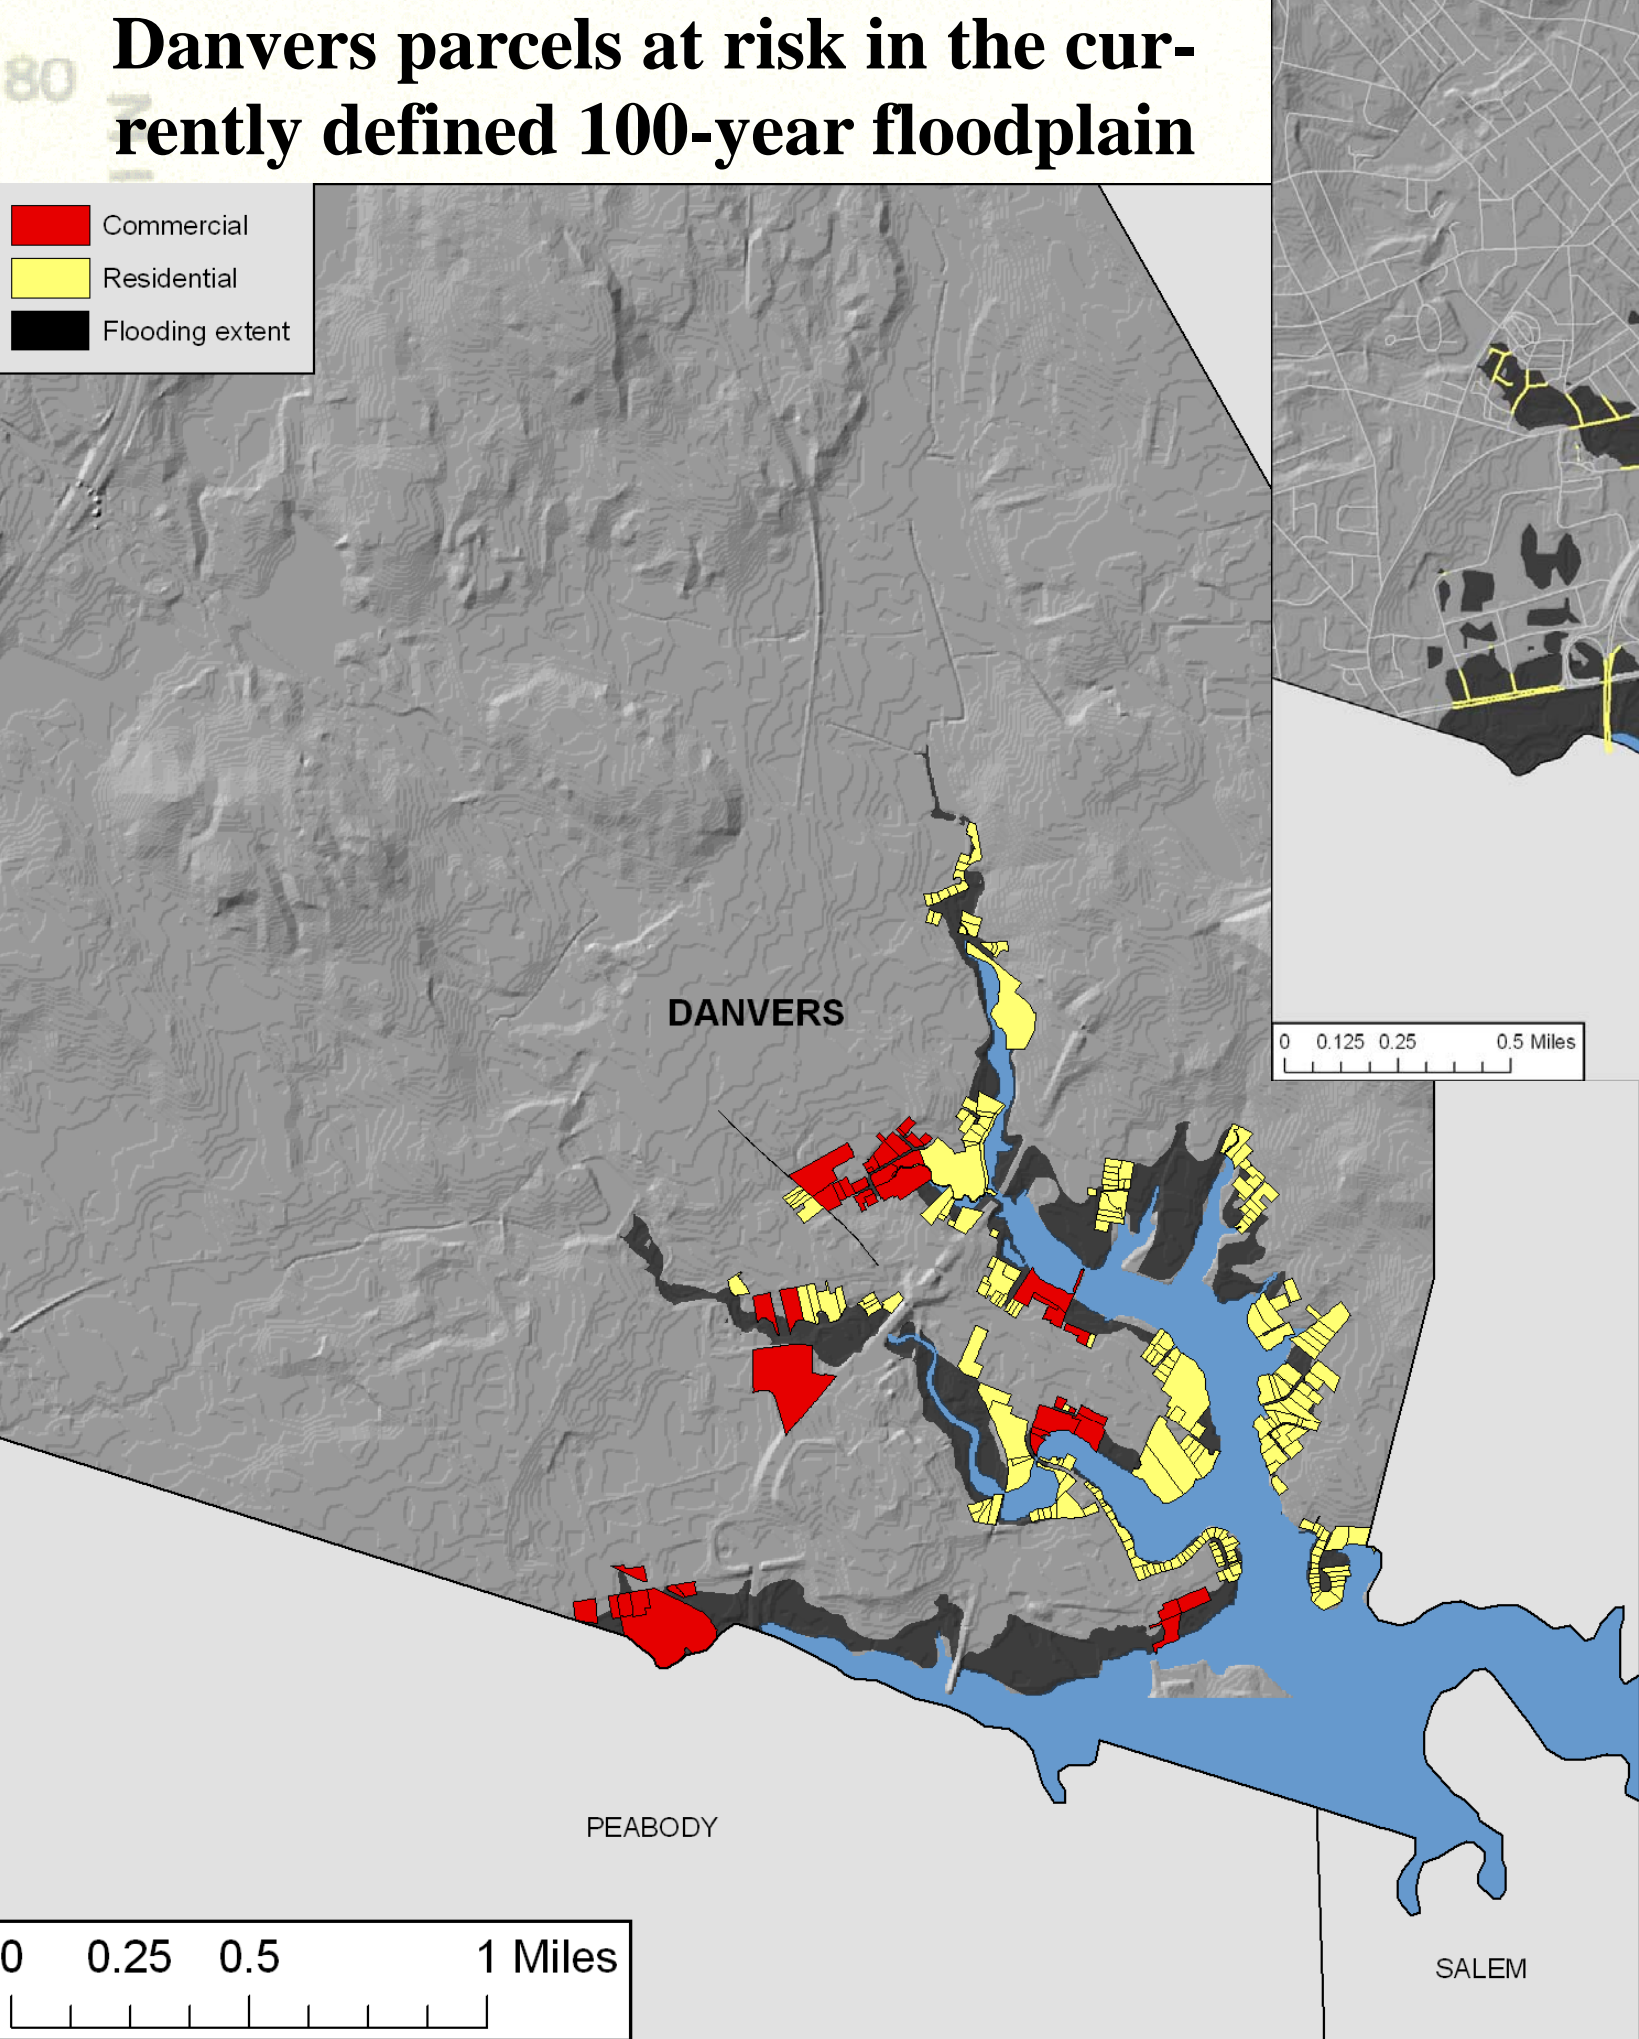 Danvers parcels at risk in the cur-
rently defined 100-year floodplain
80
Commercial
Residential
Flooding extent
DANVERS
0 0.125 0.25 0.5 Miles
PEABODY
SALEM
0 0.25 0.5 1 Miles